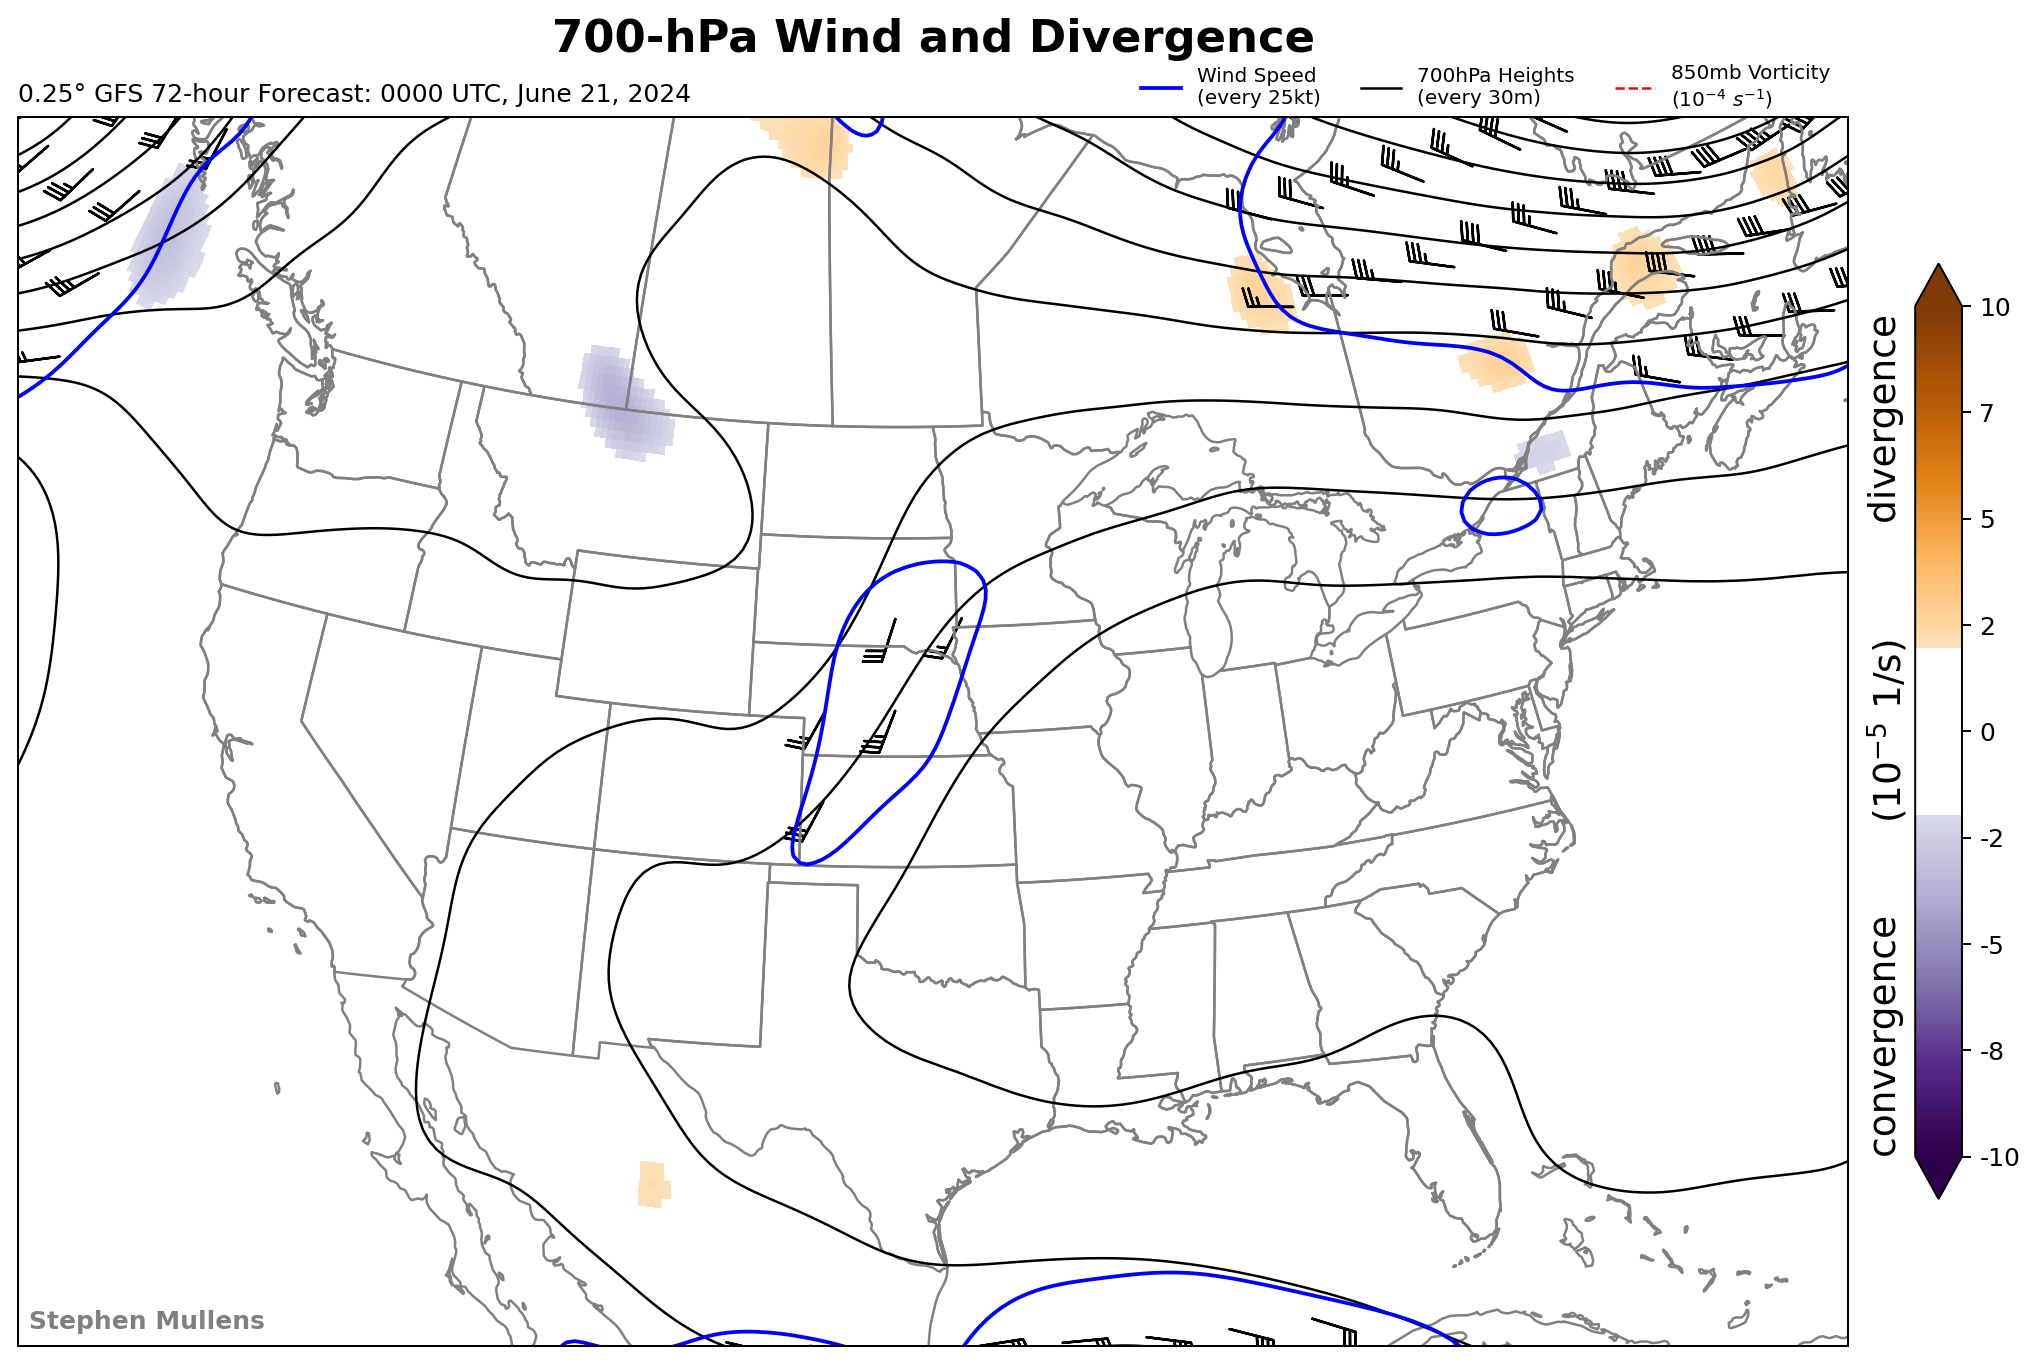 700-hPa Wind and Divergence
0.25° GFS 72-hour Forecast: 0000 UTC, June 21, 2024
Wind Speed
(every 25kt)
700hPa Heights
(every 30m)
850mb Vorticity
(10⁻⁴ s⁻¹)
10
7
5
2
0
-2
-5
-8
-10
convergence (10⁻⁵ 1/s) divergence
Stephen Mullens